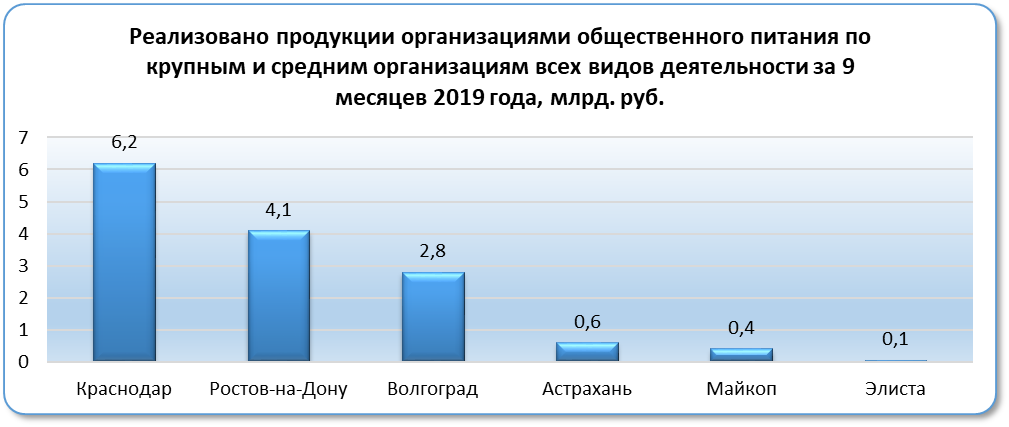 Реализовано продукции организациями общественного питания по
крупным и средним организациям всех видов деятельности за 9
месяцев 2019 года, млрд. руб.
7
6
5
4
3
2
1
0
6,2
4,1
2,8
0,6
0,4
0,1
Краснодар
Ростов-на-Дону
Волгоград
Астрахань
Майкоп
Элиста